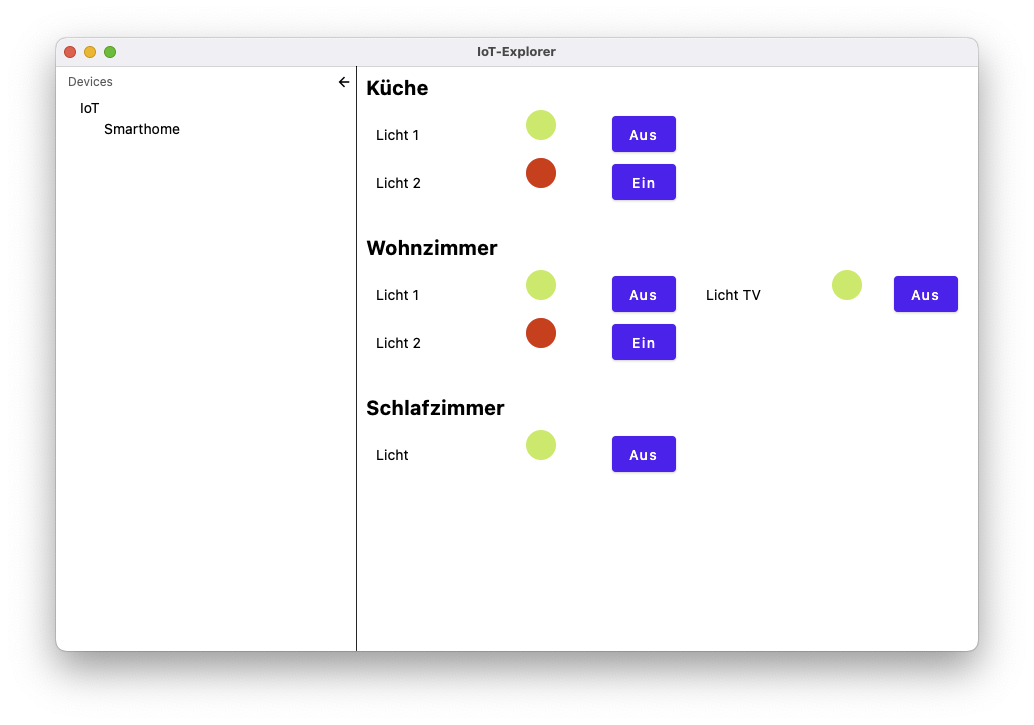 IoT-Explorer
Devices
IoT
Smarthome
Küche
Licht 1 Aus
Licht 2 Ein
Wohnzimmer
Licht 1 Aus Licht TV Aus
Licht 2 Ein
Schlafzimmer
Licht Aus